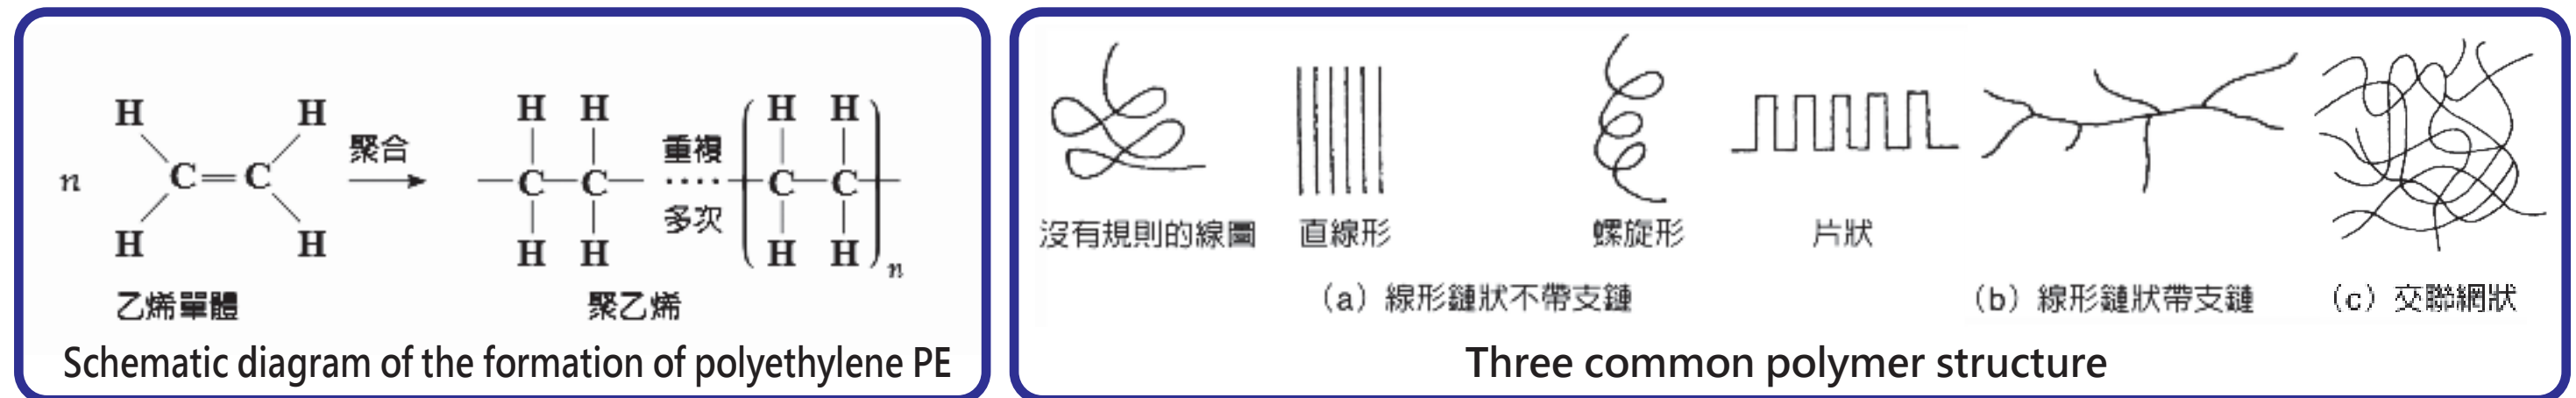 H H
n C=C
H H
聚合
H H
—C—C—
H H
重複
····
多次
H H
C—C
H H
n
乙烯單體
聚乙烯
Schematic diagram of the formation of polyethylene PE
沒有規則的線圖 直線形 螺旋形 片狀
(a) 線形鏈狀不帶支鏈 (b) 線形鏈狀帶支鏈 (c) 交聯網狀
Three common polymer structure